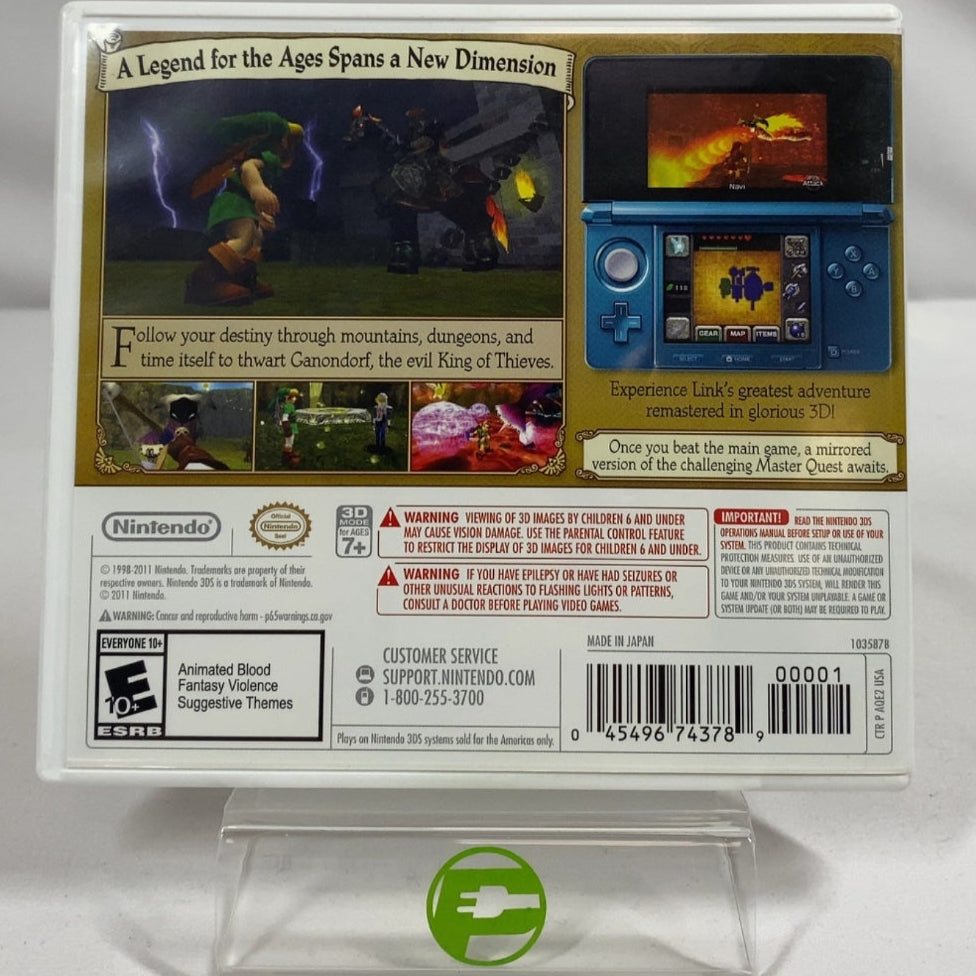 A Legend for the Ages Spans a New Dimension
Follow your destiny through mountains, dungeons, and
time itself to thwart Ganondorf, the evil King of Thieves.
Navi
Attack
110
GEAR
MAP
ITEMS
SELECT
HOME
START
POWER
X
Y
A
B
Experience Link's greatest adventure
remastered in glorious 3D!
Once you beat the main game, a mirrored
version of the challenging Master Quest awaits.
Nintendo®
Official
Nintendo
Seal
3D
MODE
for AGES
7+
WARNING VIEWING OF 3D IMAGES BY CHILDREN 6 AND UNDER
MAY CAUSE VISION DAMAGE. USE THE PARENTAL CONTROL FEATURE
TO RESTRICT THE DISPLAY OF 3D IMAGES FOR CHILDREN 6 AND UNDER.
WARNING IF YOU HAVE EPILEPSY OR HAVE HAD SEIZURES OR
OTHER UNUSUAL REACTIONS TO FLASHING LIGHTS OR PATTERNS,
CONSULT A DOCTOR BEFORE PLAYING VIDEO GAMES.
IMPORTANT! READ THE NINTENDO 3DS
OPERATIONS MANUAL BEFORE SETUP OR USE OF YOUR
SYSTEM. THIS PRODUCT CONTAINS TECHNICAL
PROTECTION MEASURES. USE OF AN UNAUTHORIZED
DEVICE OR ANY UNAUTHORIZED TECHNICAL MODIFICATION
TO YOUR NINTENDO 3DS SYSTEM, WILL RENDER THIS
GAME AND/OR YOUR SYSTEM UNPLAYABLE. A GAME OR
SYSTEM UPDATE (OR BOTH) MAY BE REQUIRED TO PLAY.
© 1998-2011 Nintendo. Trademarks are property of their
respective owners. Nintendo 3DS is a trademark of Nintendo.
© 2011 Nintendo.
WARNING: Cancer and reproductive harm - p65warnings.ca.gov
EVERYONE 10+
E
10+
ESRB
Animated Blood
Fantasy Violence
Suggestive Themes
CUSTOMER SERVICE
SUPPORT.NINTENDO.COM
1-800-255-3700
Plays on Nintendo 3DS systems sold for the Americas only.
MADE IN JAPAN
103587B
00001
0 45496 74378 9
CTR P AQE2 USA